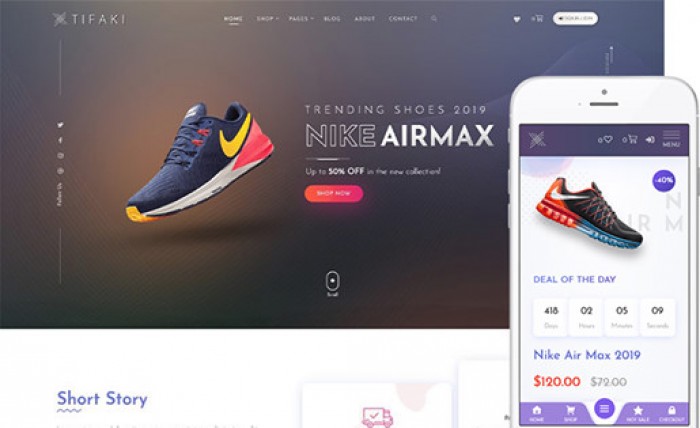 TIFAKI
HOME SHOP PAGES BLOG ABOUT CONTACT
0
TRENDING SHOES 2019
NIKE AIRMAX
Up to 50% OFF in the new collection!
SHOP NOW
Follow Us
Scroll
Short Story
0 MENU
-40%
N
AIR M
DEAL OF THE DAY
418 02 05 09
Days Hours Minutes Seconds
Nike Air Max 2019
$120.00 $72.00
HOME SHOP HOT SALE CHECKOUT